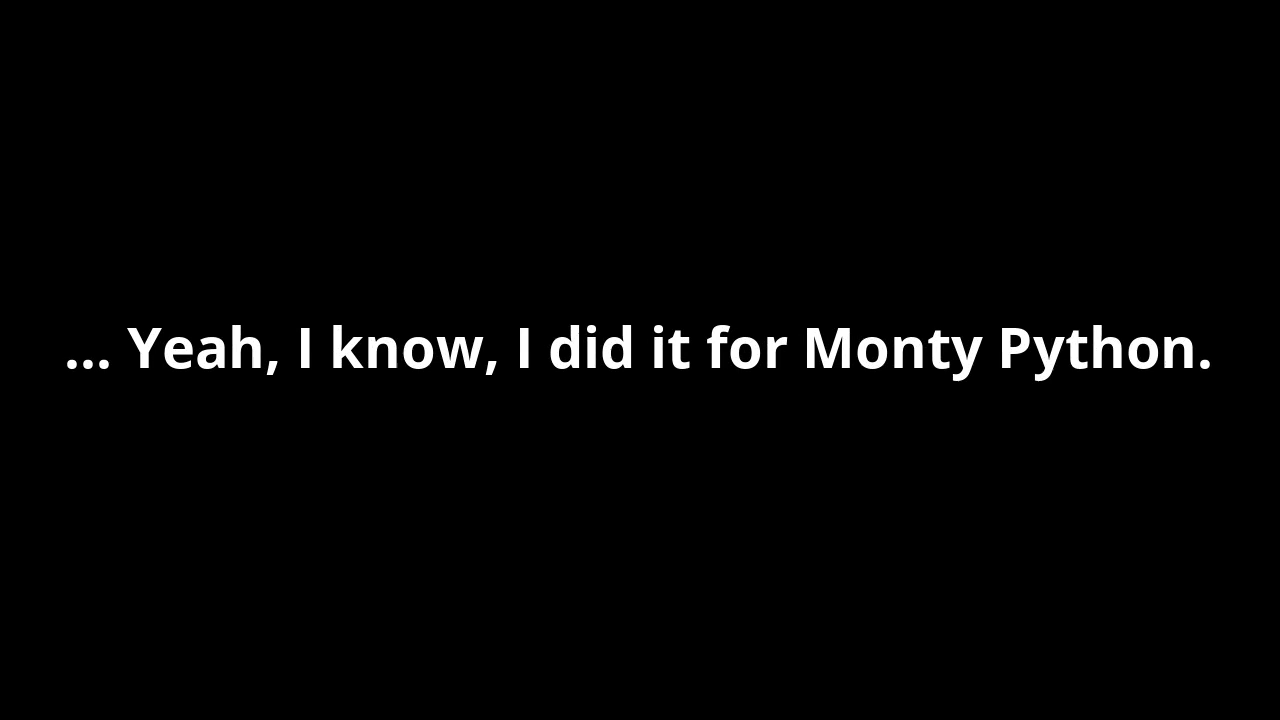 ... Yeah, I know, I did it for Monty Python.